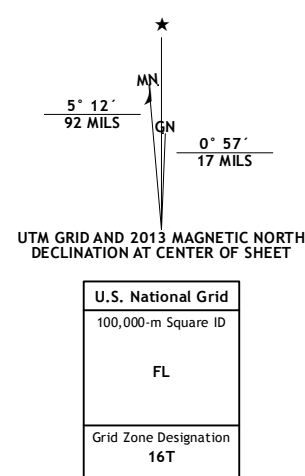 MN
5° 12´
92 MILS
GN
0° 57´
17 MILS
UTM GRID AND 2013 MAGNETIC NORTH
DECLINATION AT CENTER OF SHEET
U.S. National Grid
100,000-m Square ID
FL
Grid Zone Designation
16T